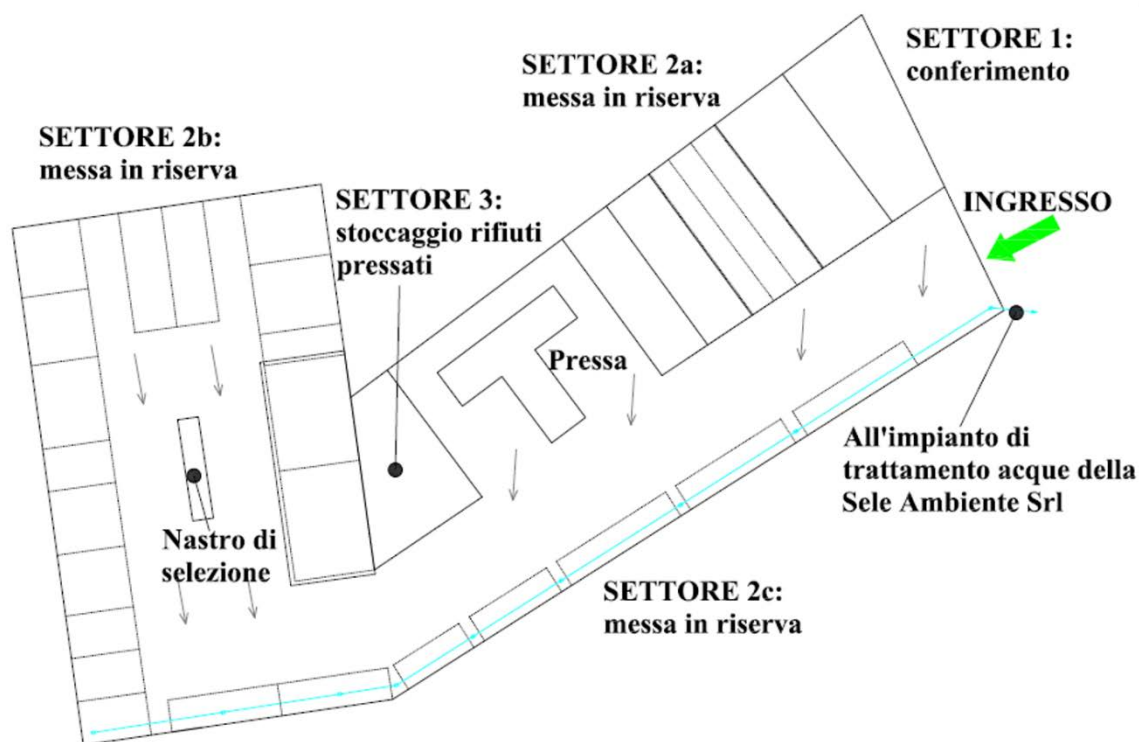 SETTORE 1:
conferimento
SETTORE 2a:
messa in riserva
SETTORE 2b:
messa in riserva
SETTORE 3:
stoccaggio rifiuti
pressati
INGRESSO
Pressa
All'impianto di
trattamento acque della
Sele Ambiente Srl
Nastro di
selezione
SETTORE 2c:
messa in riserva